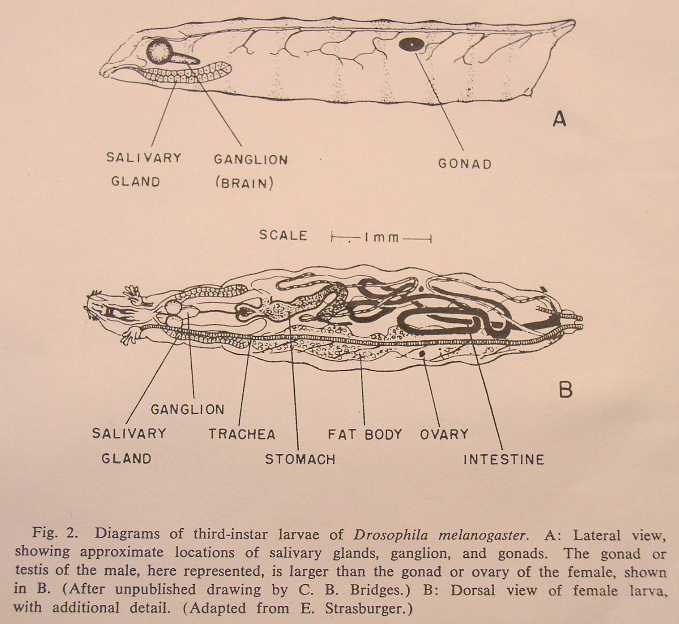 A
SALIVARY GANGLION GONAD
GLAND (BRAIN)
SCALE 1mm
B
GANGLION
SALIVARY TRACHEA FAT BODY OVARY
GLAND STOMACH INTESTINE
Fig. 2. Diagrams of third-instar larvae of Drosophila melanogaster. A: Lateral view,
showing approximate locations of salivary glands, ganglion, and gonads. The gonad or
testis of the male, here represented, is larger than the gonad or ovary of the female, shown
in B. (After unpublished drawing by C. B. Bridges.) B: Dorsal view of female larva,
with additional detail. (Adapted from E. Strasburger.)